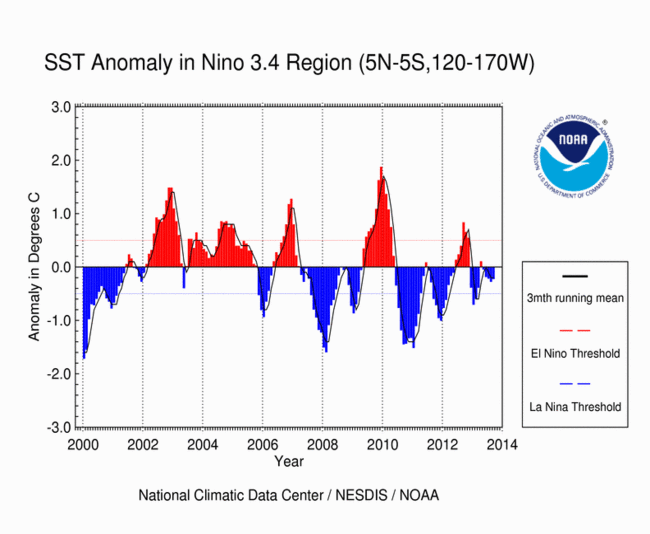 SST Anomaly in Nino 3.4 Region (5N-5S,120-170W)
3.0
2.0
1.0
0.0
-1.0
-2.0
-3.0
Anomaly in Degrees C
2000 2002 2004 2006 2008 2010 2012 2014
Year
NATIONAL OCEANIC AND ATMOSPHERIC ADMINISTRATION
®
NOAA
U.S. DEPARTMENT OF COMMERCE
3mth running mean
El Nino Threshold
La Nina Threshold
National Climatic Data Center / NESDIS / NOAA